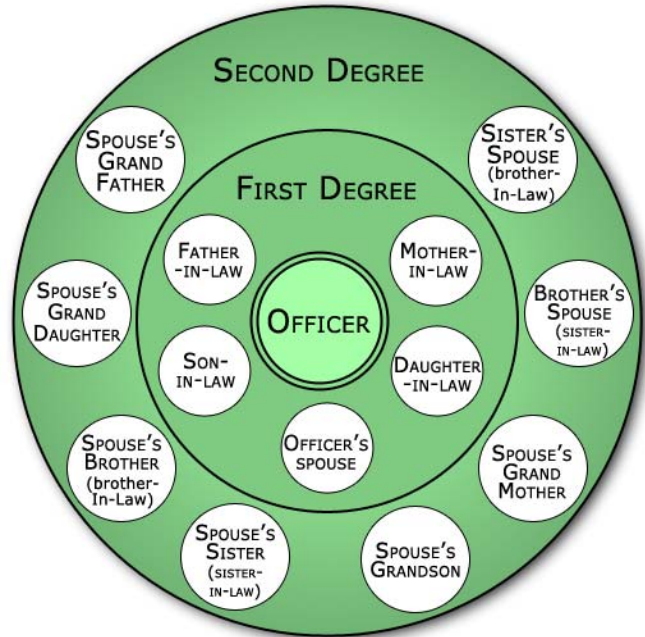 SECOND DEGREE
SPOUSE'S
GRAND
FATHER
SISTER'S
SPOUSE
(brother-
In-Law)
FIRST DEGREE
FATHER
-IN-LAW
MOTHER-
IN-LAW
SPOUSE'S
GRAND
DAUGHTER
OFFICER
BROTHER'S
SPOUSE
(SISTER-
IN-LAW)
SON-
IN-LAW
DAUGHTER
-IN-LAW
SPOUSE'S
BROTHER
(brother-
In-Law)
OFFICER'S
SPOUSE
SPOUSE'S
GRAND
MOTHER
SPOUSE'S
SISTER
(SISTER-
IN-LAW)
SPOUSE'S
GRANDSON